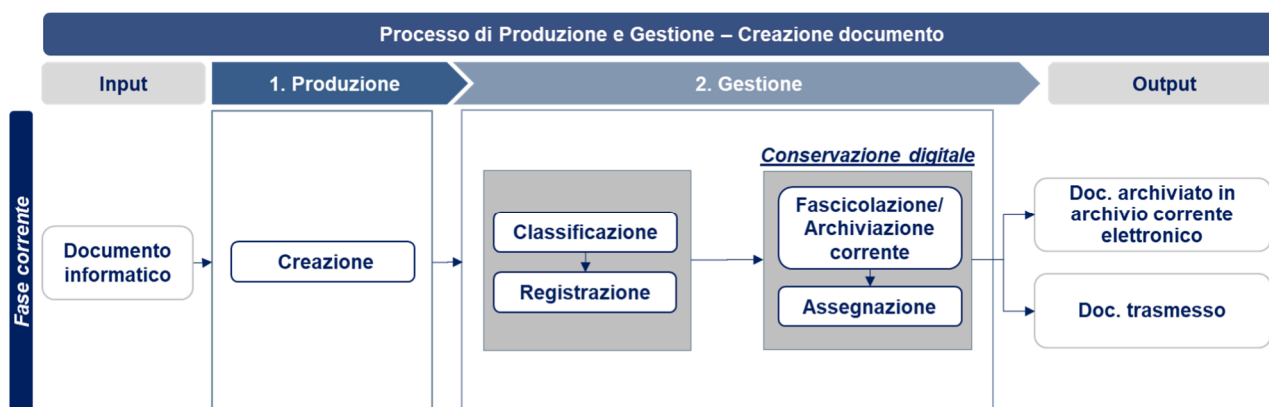 Processo di Produzione e Gestione – Creazione documento
Input
1. Produzione
2. Gestione
Output
Fase corrente
Documento
informatico
Creazione
Classificazione
Registrazione
Conservazione digitale
Fascicolazione/
Archiviazione
corrente
Assegnazione
Doc. archiviato in
archivio corrente
elettronico
Doc. trasmesso